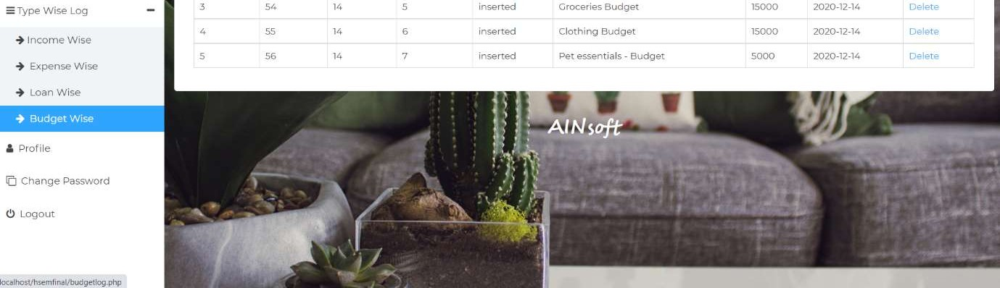 Type Wise Log
Income Wise
Expense Wise
Loan Wise
Budget Wise
Profile
Change Password
Logout
localhost/hsemfinal/budgetlog.php
3 54 14 5 inserted Groceries Budget 15000 2020-12-14 Delete
4 55 14 6 inserted Clothing Budget 15000 2020-12-14 Delete
5 56 14 7 inserted Pet essentials - Budget 5000 2020-12-14 Delete
AINsoft